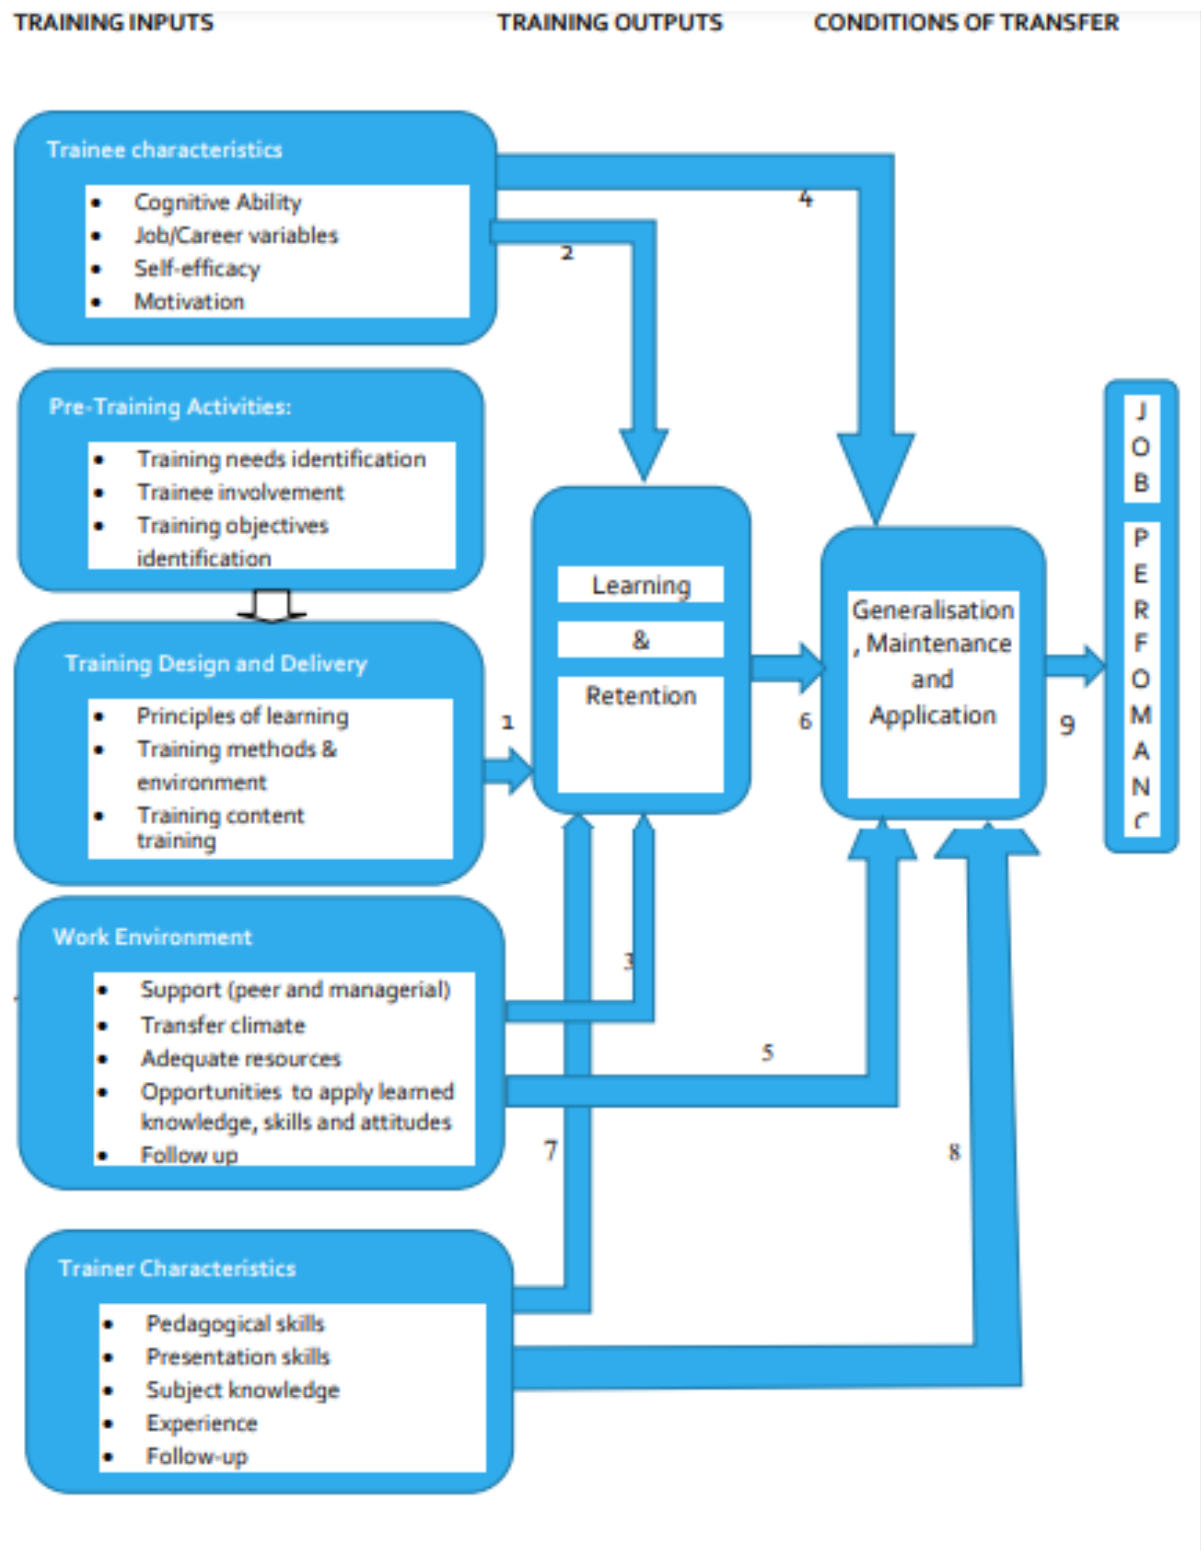 TRAINING INPUTS
TRAINING OUTPUTS
CONDITIONS OF TRANSFER
Trainee characteristics
• Cognitive Ability
• Job/Career variables
• Self-efficacy
• Motivation
4
2
Pre-Training Activities:
• Training needs identification
• Trainee involvement
• Training objectives
identification
Training Design and Delivery
• Principles of learning
• Training methods &
environment
• Training content
training
1
Learning
&
Retention
6
Generalisation
, Maintenance
and
Application
9
J
O
B
P
E
R
F
O
M
A
N
C
Work Environment
• Support (peer and managerial)
• Transfer climate
• Adequate resources
• Opportunities to apply learned
knowledge, skills and attitudes
• Follow up
3
5
7
8
Trainer Characteristics
• Pedagogical skills
• Presentation skills
• Subject knowledge
• Experience
• Follow-up